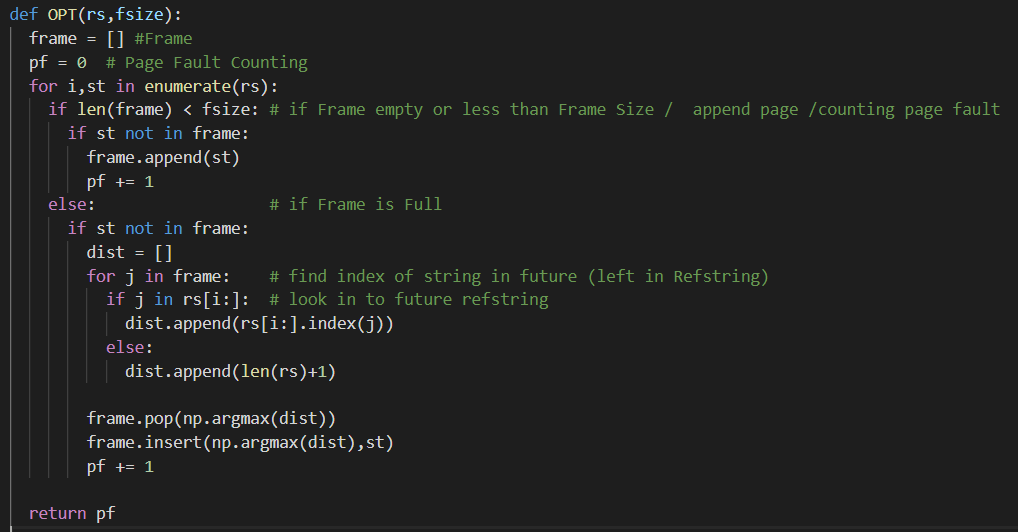 def OPT(rs,fsize):
  frame = [] #Frame
  pf = 0  # Page Fault Counting
  for i,st in enumerate(rs):
    if len(frame) < fsize: # if Frame empty or less than Frame Size /  append page /counting page fault
      if st not in frame:
        frame.append(st)
        pf += 1
    else:                  # if Frame is Full
      if st not in frame:
        dist = []
        for j in frame:    # find index of string in future (left in Refstring)
          if j in rs[i:]:  # look in to future refstring
            dist.append(rs[i:].index(j))
          else:
            dist.append(len(rs)+1)

        frame.pop(np.argmax(dist))
        frame.insert(np.argmax(dist),st)
        pf += 1

  return pf